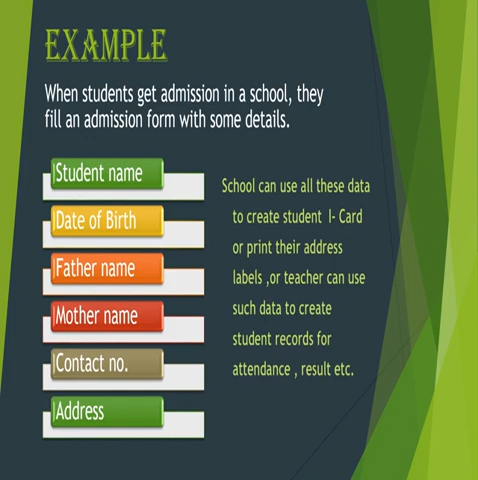 EXAMPLE
When students get admission in a school, they
fill an admission form with some details.
Student name
Date of Birth
Father name
Mother name
Contact no.
Address
School can use all these data
to create student I- Card
or print their address
labels ,or teacher can use
such data to create
student records for
attendance , result etc.